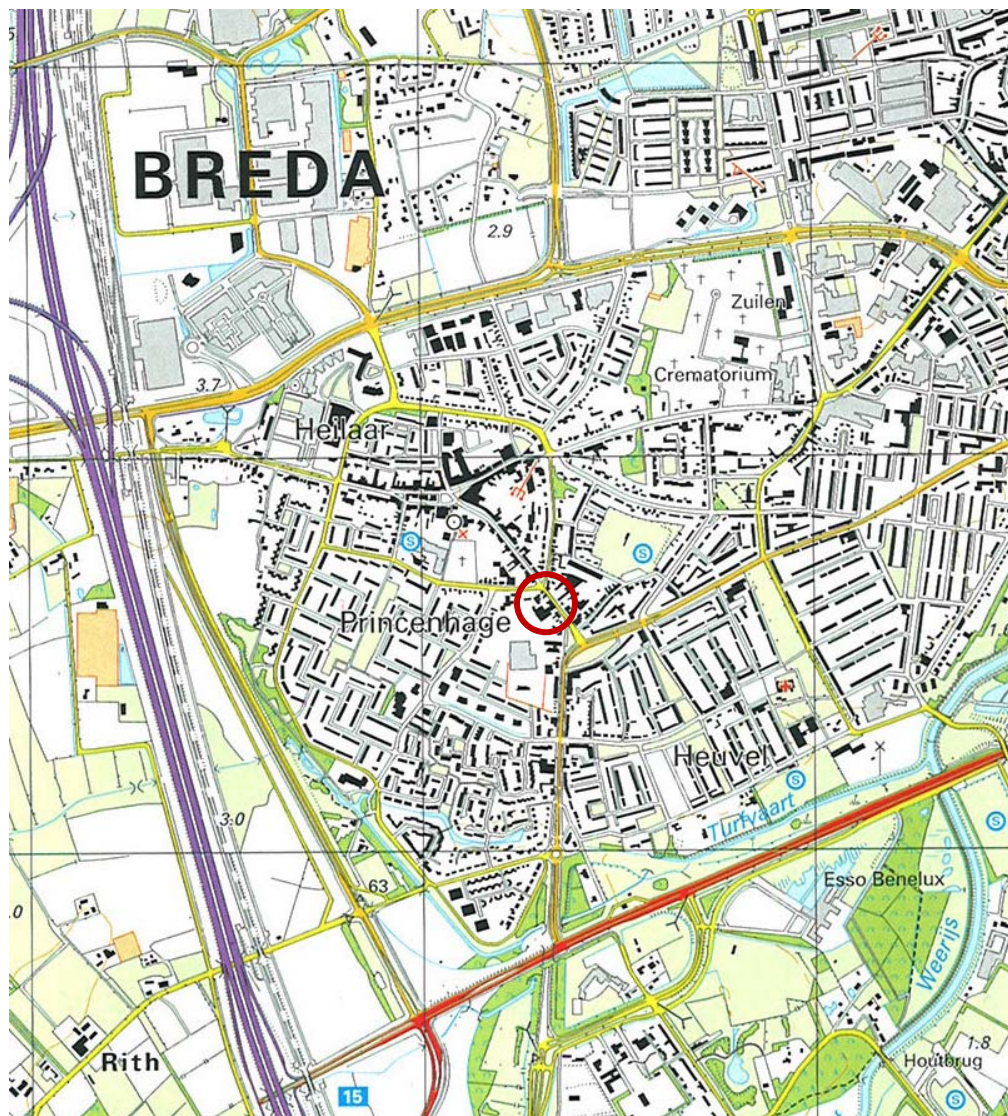 BREDA
2.9
Zuilen
Crematorium
3.7
Heilaar
S
S
Princenhage
Heuvel
S
Turfvaart
3.0
S
63
Esso Benelux
Weerijs
Rith
1.8
Houtbrug
15
S